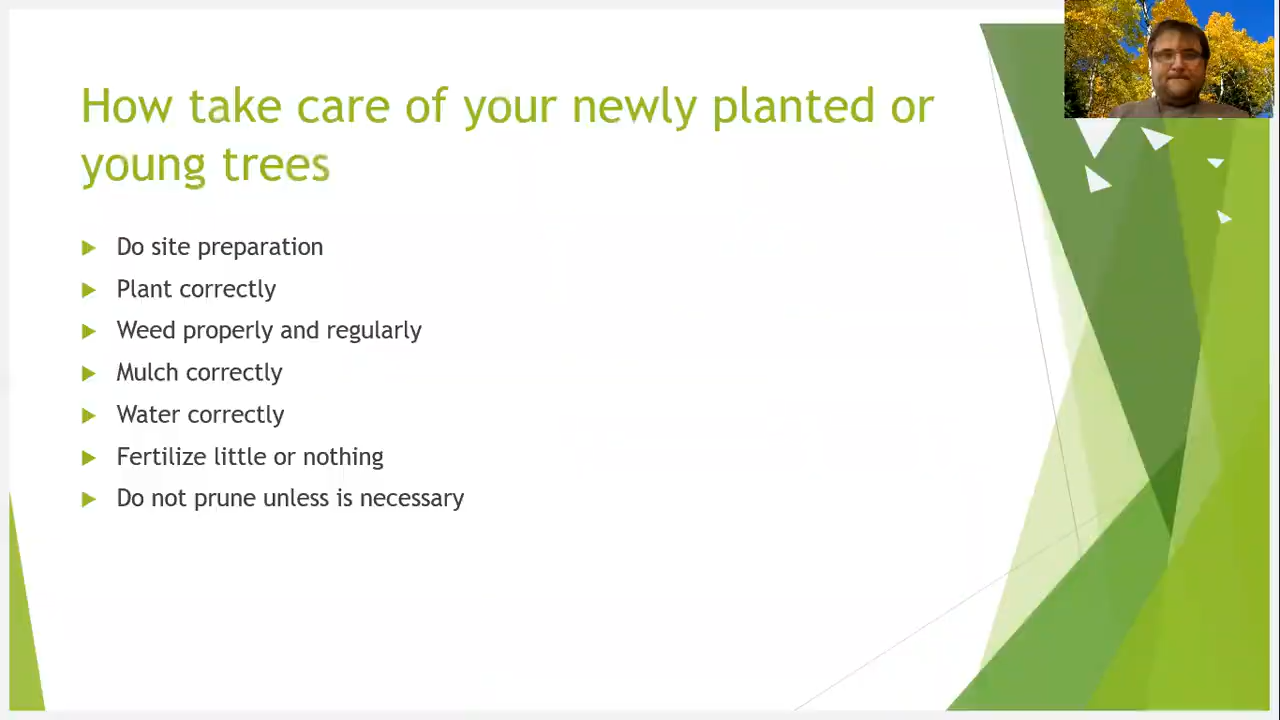 How take care of your newly planted or
young trees
Do site preparation
Plant correctly
Weed properly and regularly
Mulch correctly
Water correctly
Fertilize little or nothing
Do not prune unless is necessary